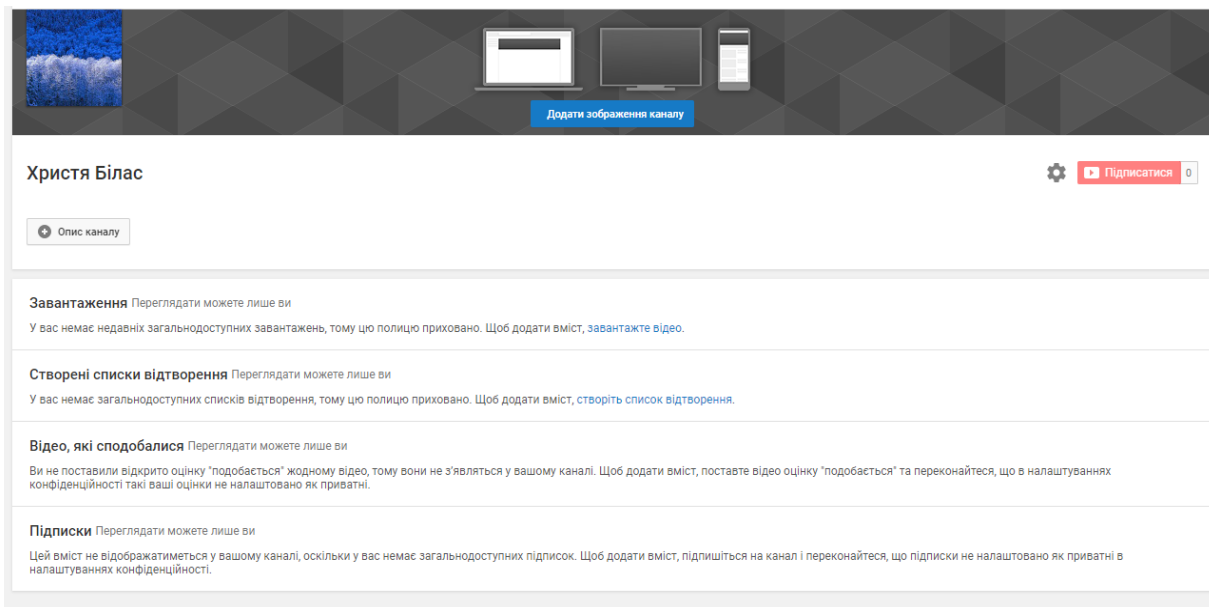 Додати зображення каналу
Христя Білас
Підписатися 0
Опис каналу
Завантаження Переглядати можете лише ви
У вас немає недавніх загальнодоступних завантажень, тому цю полицю приховано. Щоб додати вміст, завантажте відео.
Створені списки відтворення Переглядати можете лише ви
У вас немає загальнодоступних списків відтворення, тому цю полицю приховано. Щоб додати вміст, створіть список відтворення.
Відео, які сподобалися Переглядати можете лише ви
Ви не поставили відкрито оцінку "подобається" жодному відео, тому вони не з'являться у вашому каналі. Щоб додати вміст, поставте відео оцінку "подобається" та переконайтеся, що в налаштуваннях
конфіденційності такі ваші оцінки не налаштовано як приватні.
Підписки Переглядати можете лише ви
Цей вміст не відображатиметься у вашому каналі, оскільки у вас немає загальнодоступних підписок. Щоб додати вміст, підпишіться на канал і переконайтеся, що підписки не налаштовано як приватні в
налаштуваннях конфіденційності.